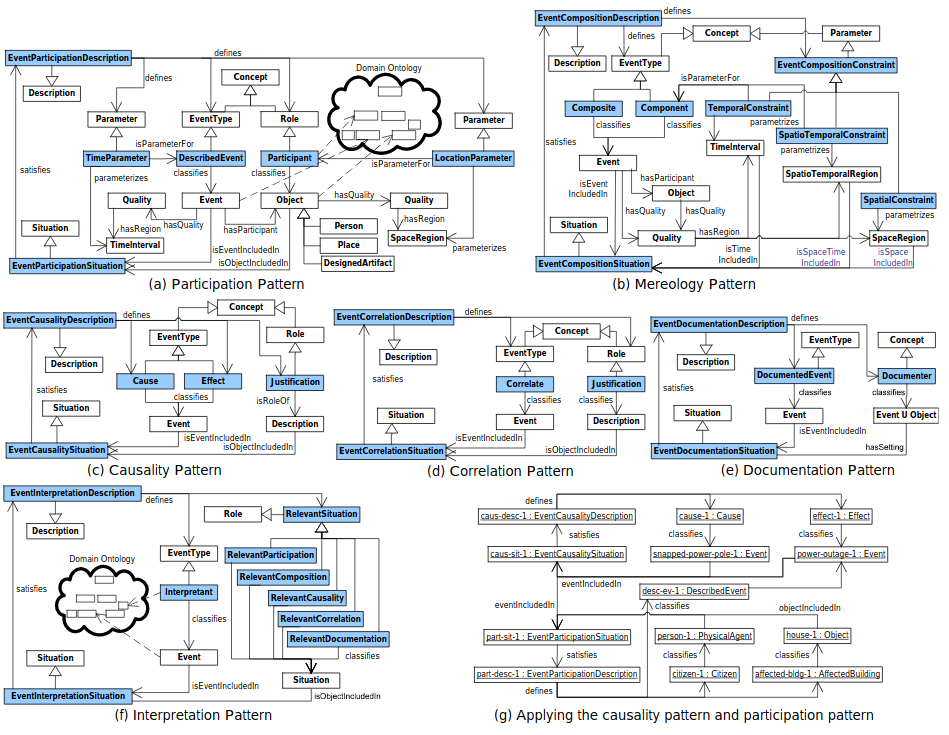 EventParticipationDescription
defines
Description
defines
Concept
Domain Ontology
Parameter
EventType
Role
Parameter
isParameterFor
TimeParameter
DescribedEvent
Participant
isParameterFor
LocationParameter
satisfies
parameterizes
classifies
classifies
Quality
Event
Object
hasQuality
Quality
hasRegion
hasQuality
hasParticipant
hasRegion
Situation
Person
TimeInterval
Place
SpaceRegion
isEventIncludedIn
parameterizes
EventParticipationSituation
isObjectIncludedIn
DesignedArtifact
(a) Participation Pattern
EventCompositionDescription
defines
defines
Concept
Parameter
Description
EventType
EventCompositionConstraint
isParameterFor
Composite
Component
TemporalConstraint
classifies
classifies
parametrizes
SpatioTemporalConstraint
satisfies
TimeInterval
parametrizes
Event
SpatioTemporalRegion
isEvent
IncludedIn
hasParticipant
Object
SpatialConstraint
hasQuality
hasQuality
parametrizes
Situation
hasRegion
Quality
SpaceRegion
isTime
IncludedIn
isSpaceTime
IncludedIn
isSpace
IncludedIn
EventCompositionSituation
(b) Mereology Pattern
EventCausalityDescription
defines
Concept
EventType
Role
Description
Cause
Effect
Justification
satisfies
classifies
isRoleOf
Situation
Event
Description
isEventIncludedIn
isObjectIncludedIn
EventCausalitySituation
(c) Causality Pattern
EventCorrelationDescription
defines
Concept
Description
EventType
Role
satisfies
Correlate
Justification
classifies
classifies
Situation
Event
Description
isEventIncludedIn
isObjectIncludedIn
EventCorrelationSituation
(d) Correlation Pattern
EventDocumentationDescription
defines
EventType
Concept
Description
DocumentedEvent
Documenter
satisfies
classifies
classifies
Situation
Event
Event U Object
isEventIncludedIn
hasSetting
EventDocumentationSituation
(e) Documentation Pattern
EventInterpretationDescription
defines
Role
RelevantSituation
Description
EventType
Domain Ontology
RelevantParticipation
RelevantComposition
satisfies
Interpretant
RelevantCausality
classifies
RelevantCorrelation
RelevantDocumentation
Event
classifies
Situation
Situation
isEventIncludedIn
EventInterpretationSituation
isObjectIncludedIn
(f) Interpretation Pattern
defines
caus-desc-1 : EventCausalityDescription
cause-1 : Cause
effect-1 : Effect
satisfies
classifies
classifies
caus-sit-1 : EventCausalitySituation
snapped-power-pole-1 : Event
power-outage-1 : Event
eventIncludedIn
desc-ev-1 : DescribedEvent
eventIncludedIn
classifies
objectIncludedIn
part-sit-1 : EventParticipationSituation
person-1 : PhysicalAgent
house-1 : Object
satisfies
classifies
classifies
part-desc-1 : EventParticipationDescription
citizen-1 : Citizen
affected-bldg-1 : AffectedBuilding
defines
(g) Applying the causality pattern and participation pattern